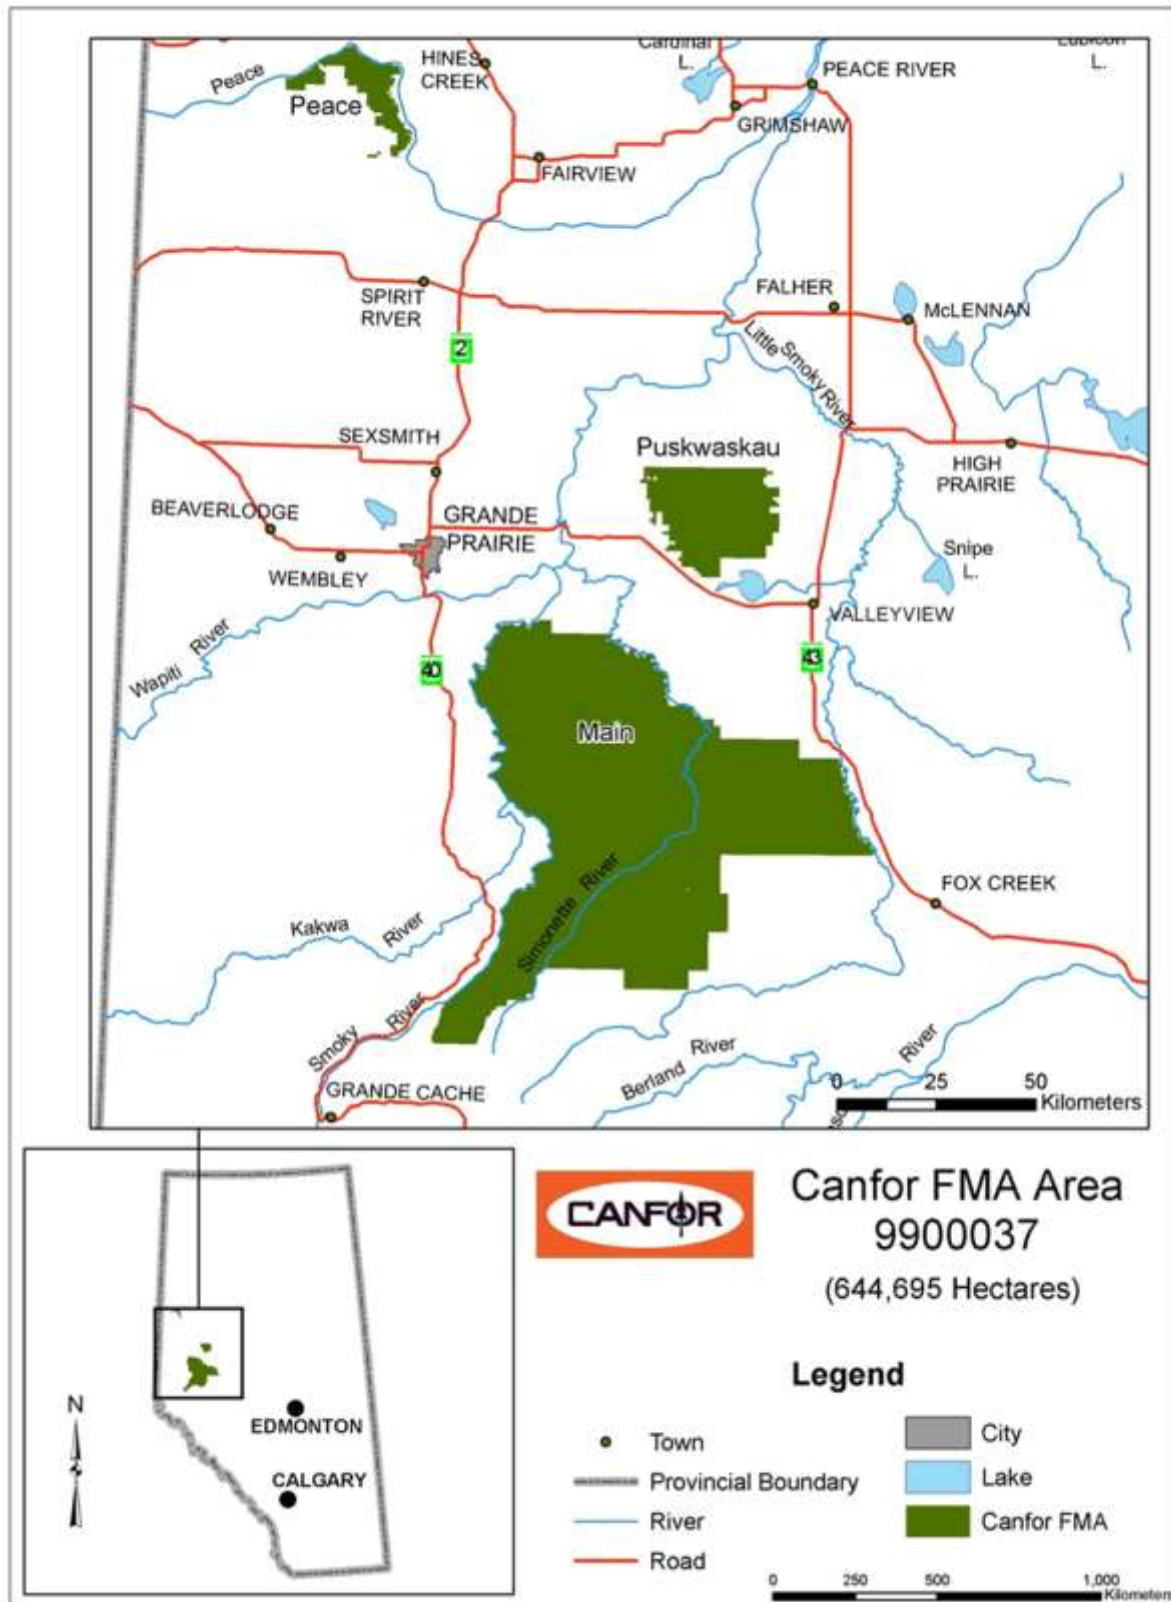 Cardinal
L.
Lubicon
L.
HINES
CREEK
PEACE RIVER
Peace
Peace
GRIMSHAW
FAIRVIEW
SPIRIT
RIVER
FALHER
McLENNAN
2
Little Smoky River
SEXSMITH
Puskwaskau
HIGH
PRAIRIE
BEAVERLODGE
GRANDE
PRAIRIE
WEMBLEY
Snipe
L.
VALLEYVIEW
Wapiti River
40
43
Main
Simonette River
FOX CREEK
Kakwa River
Smoky River
Berland River
River
GRANDE CACHE
0 25 50
Kilometers
CANFOR
Canfor FMA Area
9900037
(644,695 Hectares)
N
EDMONTON
CALGARY
Legend
Town
Provincial Boundary
River
Road
City
Lake
Canfor FMA
0 250 500 1,000
Kilometers